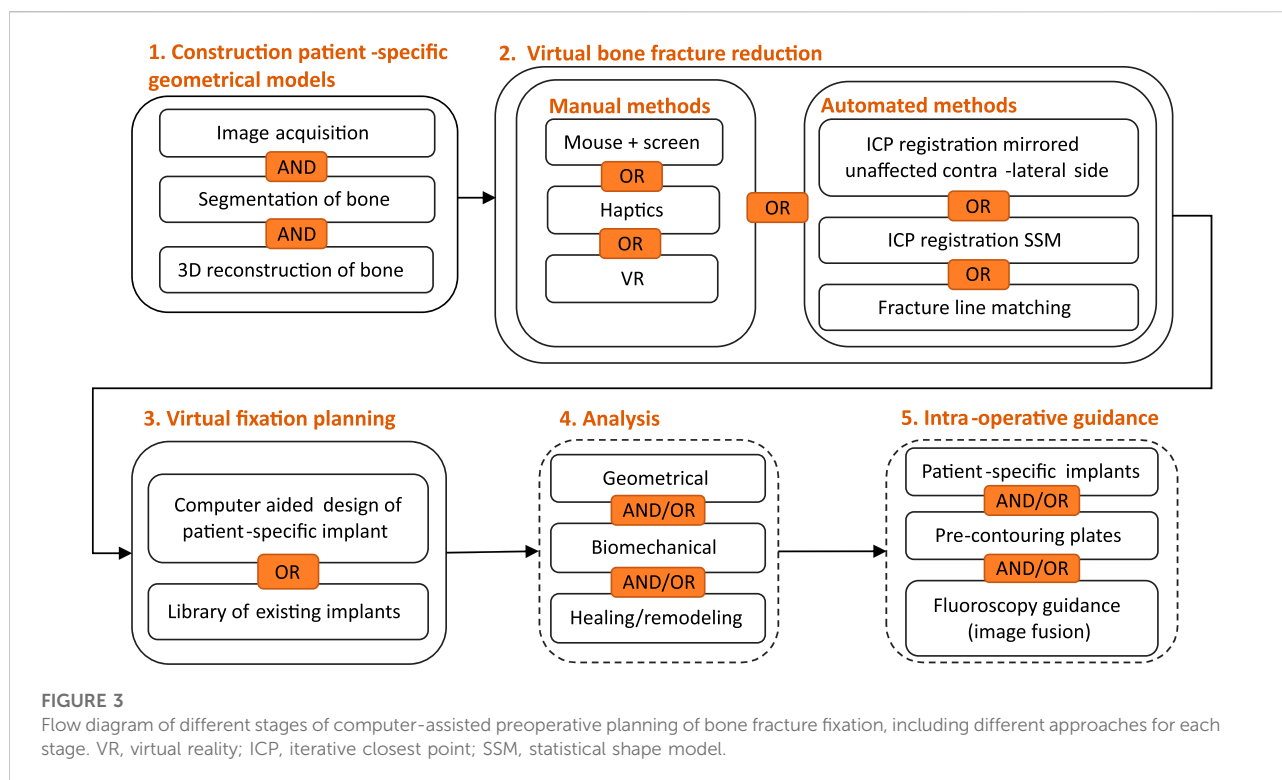 1. Construction patient -specific
geometrical models
Image acquisition
AND
Segmentation of bone
AND
3D reconstruction of bone
2. Virtual bone fracture reduction
Manual methods
Mouse + screen
OR
Haptics
OR
VR
OR
Automated methods
ICP registration mirrored
unaffected contra -lateral side
OR
ICP registration SSM
OR
Fracture line matching
3. Virtual fixation planning
Computer aided design of
patient-specific implant
OR
Library of existing implants
4. Analysis
Geometrical
AND/OR
Biomechanical
AND/OR
Healing/remodeling
5. Intra-operative guidance
Patient-specific implants
AND/OR
Pre-contouring plates
AND/OR
Fluoroscopy guidance
(image fusion)
FIGURE 3
Flow diagram of different stages of computer-assisted preoperative planning of bone fracture fixation, including different approaches for each
stage. VR, virtual reality; ICP, iterative closest point; SSM, statistical shape model.